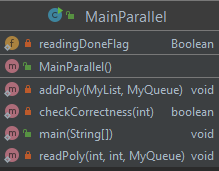 MainParallel
readingDoneFlag Boolean
MainParallel()
addPoly(MyList, MyQueue) void
checkCorrectness(int) boolean
main(String[]) void
readPoly(int, int, MyQueue) void